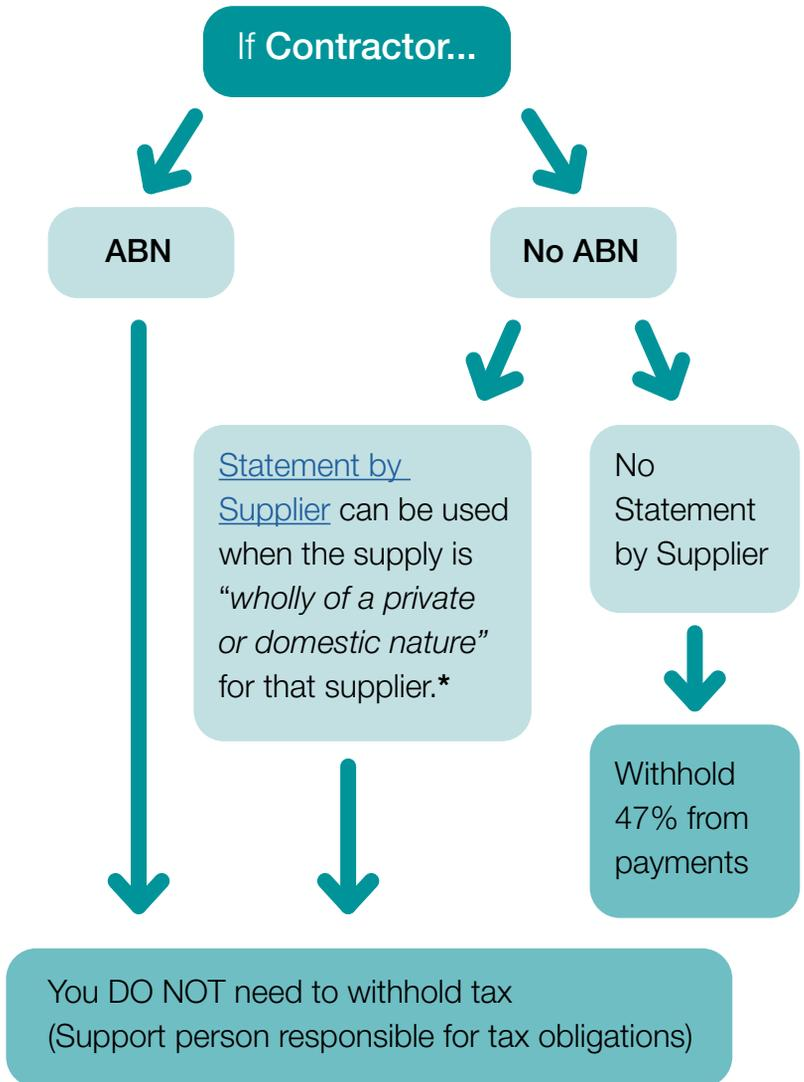 If Contractor...
ABN
No ABN
Statement by
Supplier can be used
when the supply is
“wholly of a private
or domestic nature”
for that supplier.*
No
Statement
by Supplier
Withhold
47% from
payments
You DO NOT need to withhold tax
(Support person responsible for tax obligations)